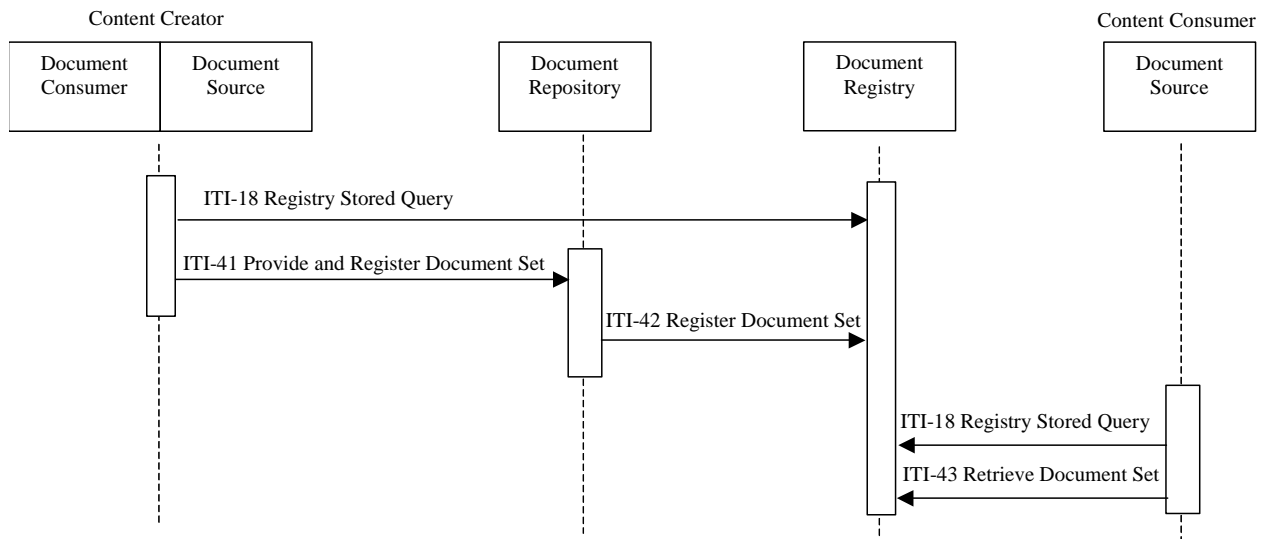 Content Creator
Content Consumer
Document
Consumer
Document
Source
Document
Repository
Document
Registry
Document
Source
ITI-18 Registry Stored Query
ITI-41 Provide and Register Document Set
ITI-42 Register Document Set
ITI-18 Registry Stored Query
ITI-43 Retrieve Document Set